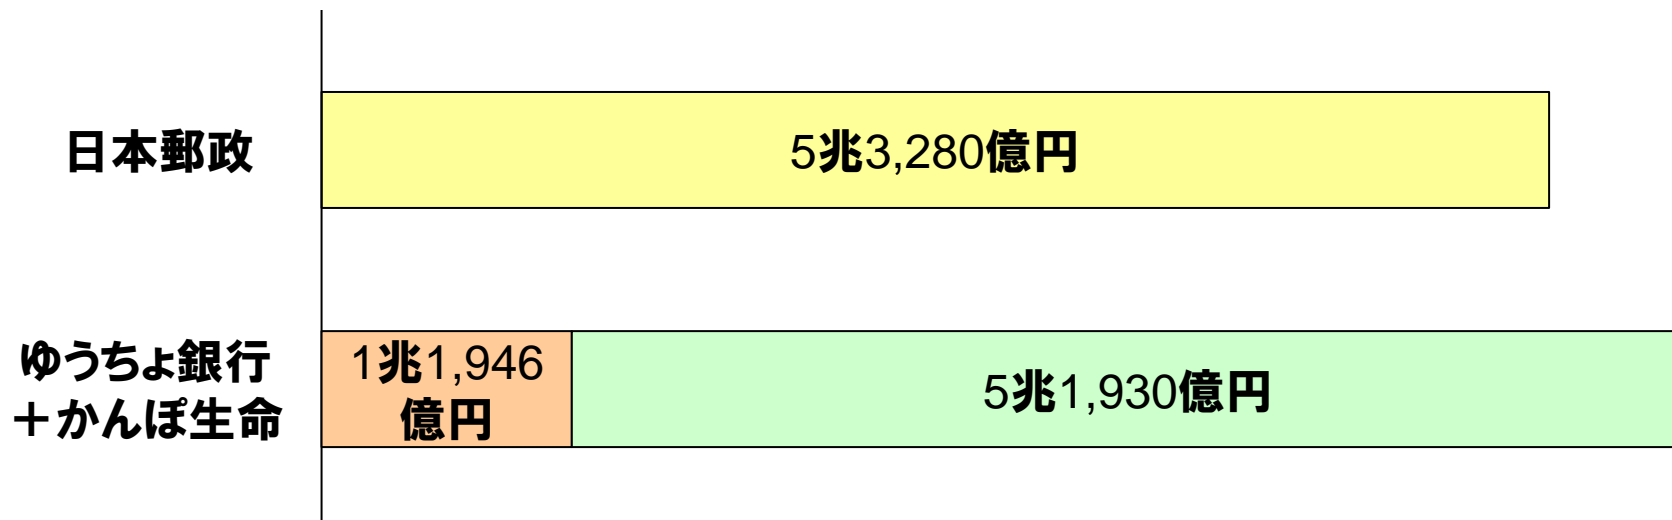 日本郵政
5兆3,280億円
ゆうちょ銀行
＋かんぽ生命
1兆1,946
億円
5兆1,930億円